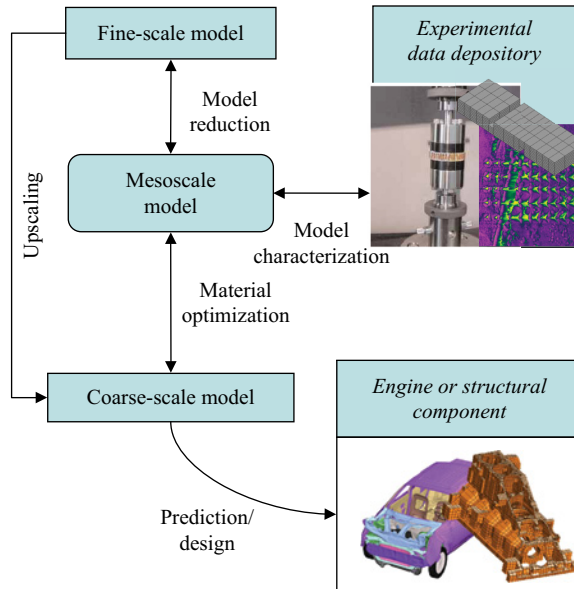 Fine-scale model
Experimental
data depository
Model
reduction
Mesoscale
model
Upscaling
Model
characterization
Material
optimization
Coarse-scale model
Engine or structural
component
Prediction/
design